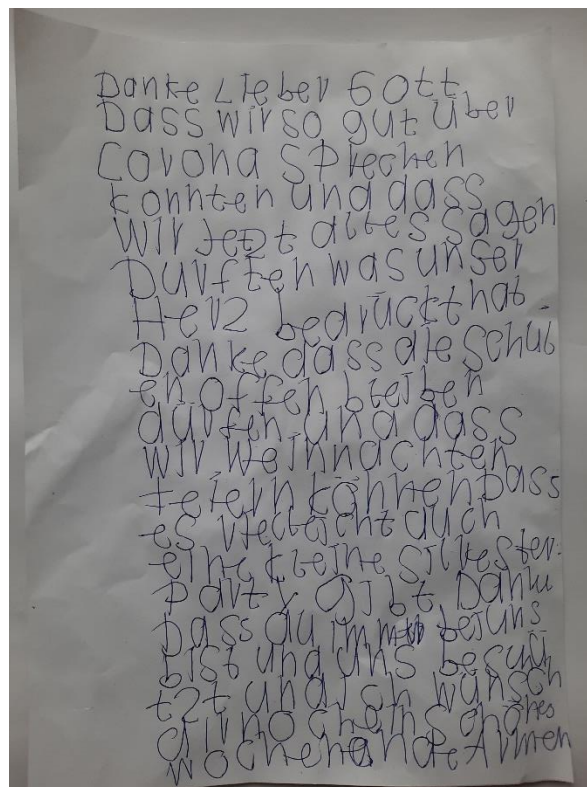 Danke Lieber Gott
Dass wir so gut Über
Corona SPrechen
konnten und dass
wir Jetzt alles sagen
Durften was unser
Herz bedrückt hat.
Danke dass die Schul
en offen bleiben
dürfen und dass
wir weihnachten
feiern können Dass
es vielleicht auch
eine kleine Silvester-
party gibt Danke
Dass du immer bei uns
bist und uns beschü
tzt und ich wünsch
dir noch ein schönes
wochenende Armen